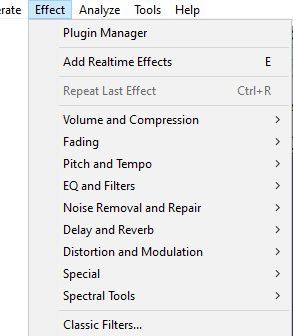 erate Effect Analyze Tools Help
Plugin Manager
Add Realtime Effects E
Repeat Last Effect Ctrl+R
Volume and Compression
Fading
Pitch and Tempo
EQ and Filters
Noise Removal and Repair
Delay and Reverb
Distortion and Modulation
Special
Spectral Tools
Classic Filters...